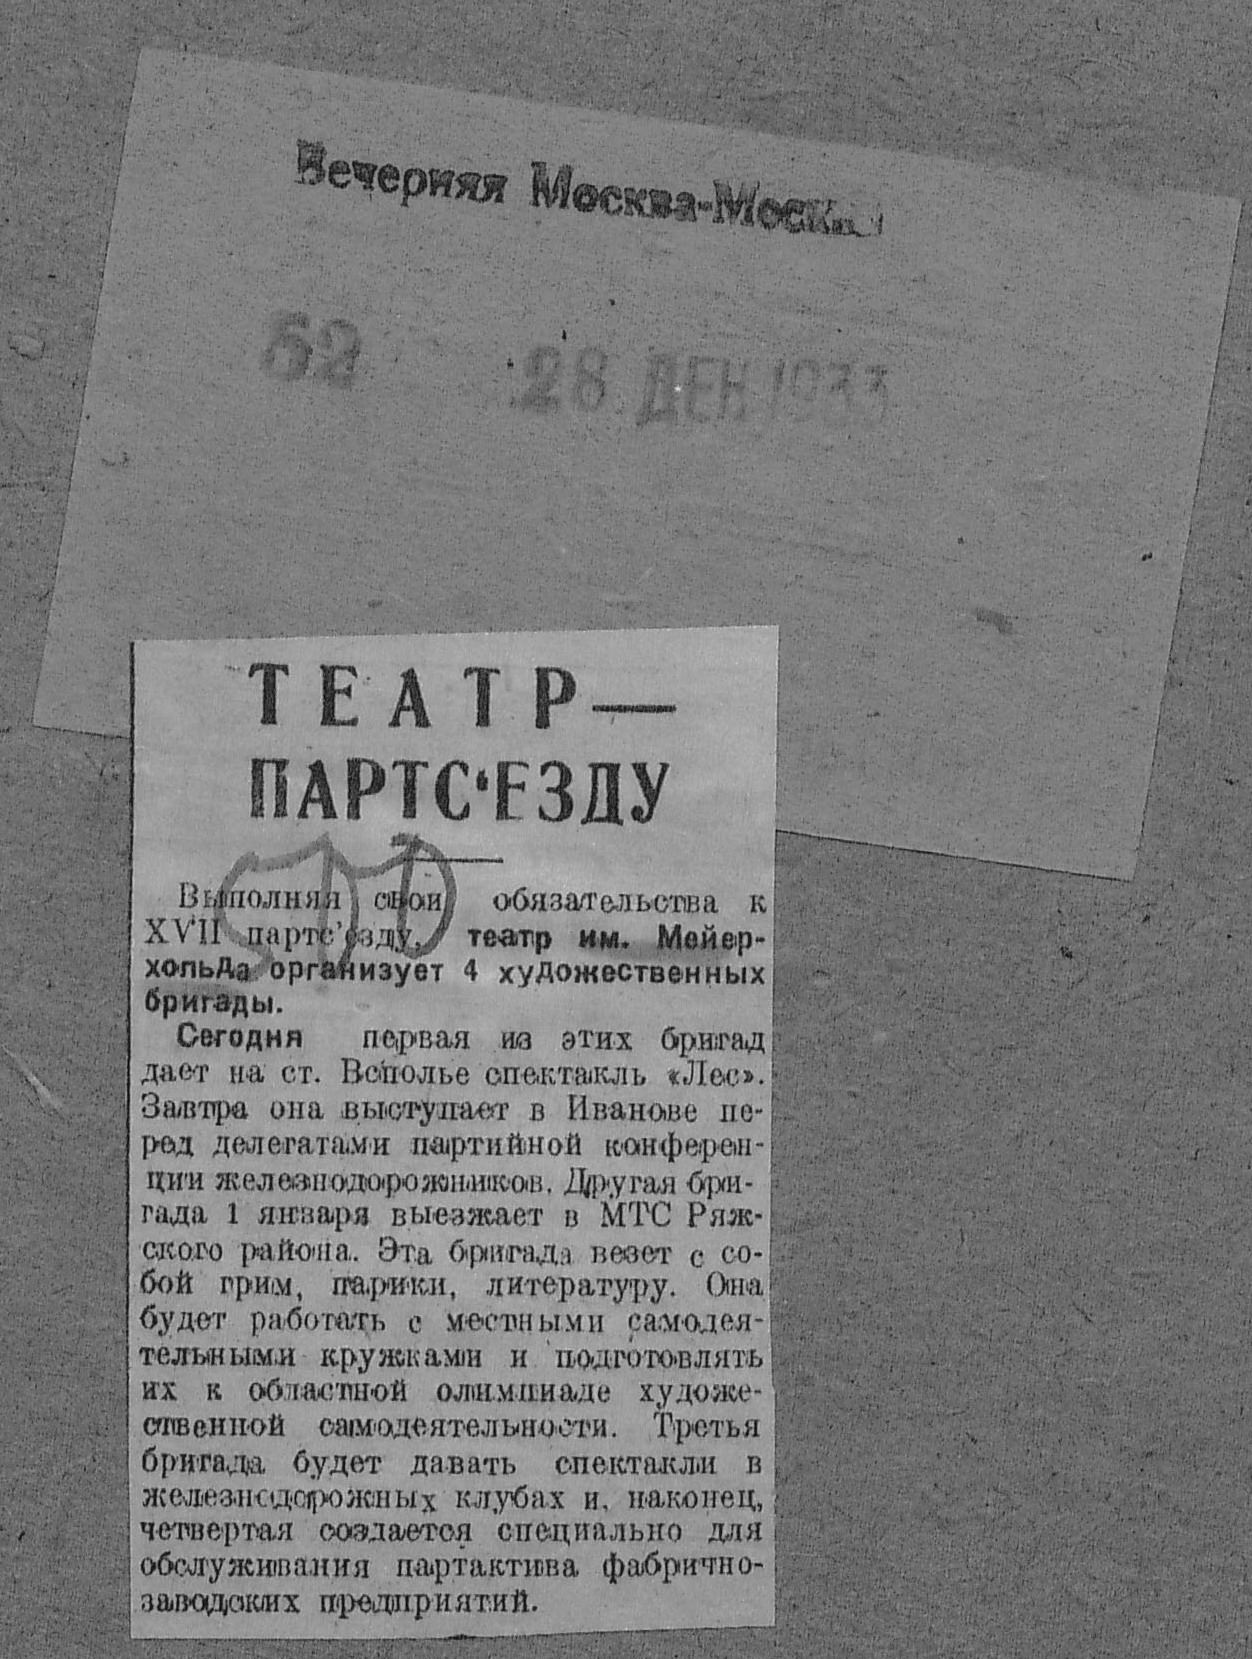 Вечерняя Москва-Москва
52 28 ДЕК 1933
ТЕАТР—
ПАРТС'ЕЗДУ
Выполняя свои обязательства к
XVII партс'езду, театр им. Мейер-
хольда организует 4 художественных
бригады.
Сегодня первая из этих бригад
дает на ст. Всполье спектакль «Лес».
Завтра она выступает в Иванове пе-
ред делегатами партийной конферен-
ции железнодорожников. Другая бри-
гада 1 января выезжает в МТС Ряж-
ского района. Эта бригада везет с со-
бой грим, парики, литературу. Она
будет работать с местными самодея-
тельными кружками и подготовлять
их к областной олимпиаде художе-
ственной самодеятельности. Третья
бригада будет давать спектакли в
железнодорожных клубах и, наконец,
четвертая создается специально для
обслуживания партактива фабрично-
заводских предприятий.